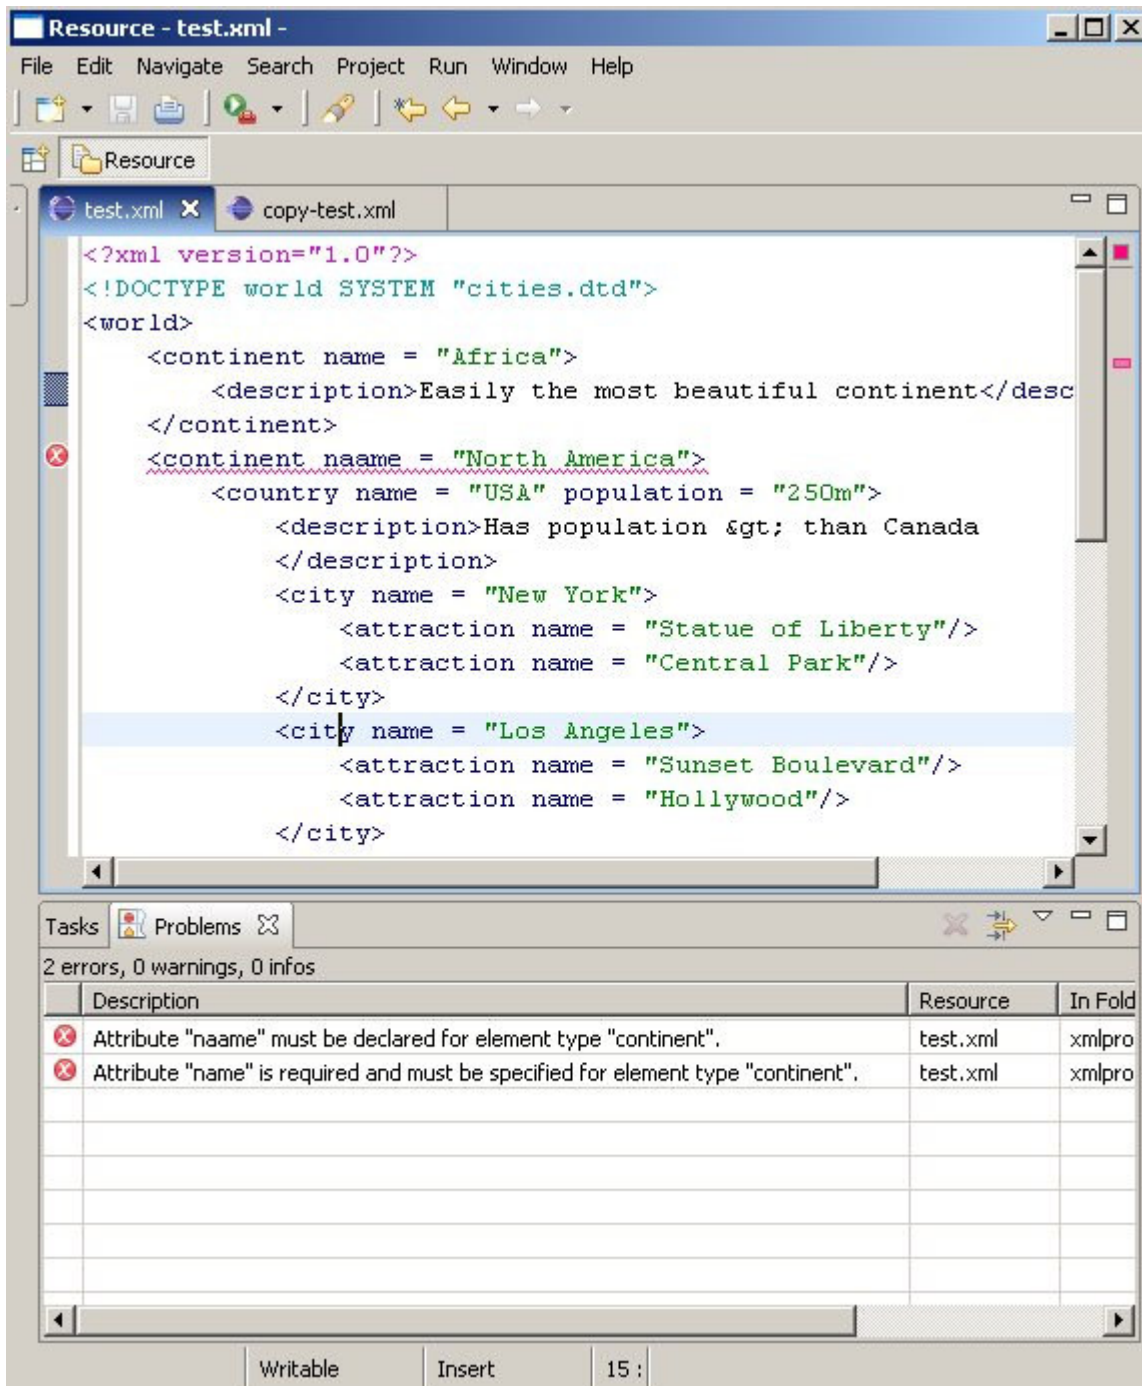 Resource - test.xml -
File Edit Navigate Search Project Run Window Help
Resource
test.xml copy-test.xml
<?xml version="1.0"?>
<!DOCTYPE world SYSTEM "cities.dtd">
<world>
<continent name = "Africa">
<description>Easily the most beautiful continent</desc
</continent>
<continent naame = "North America">
<country name = "USA" population = "250m">
<description>Has population &gt; than Canada
</description>
<city name = "New York">
<attraction name = "Statue of Liberty"/>
<attraction name = "Central Park"/>
</city>
<city name = "Los Angeles">
<attraction name = "Sunset Boulevard"/>
<attraction name = "Hollywood"/>
</city>
Tasks Problems
2 errors, 0 warnings, 0 infos
Description Resource In Fold
Attribute "naame" must be declared for element type "continent". test.xml xmlpro
Attribute "name" is required and must be specified for element type "continent". test.xml xmlpro
Writable Insert 15 :